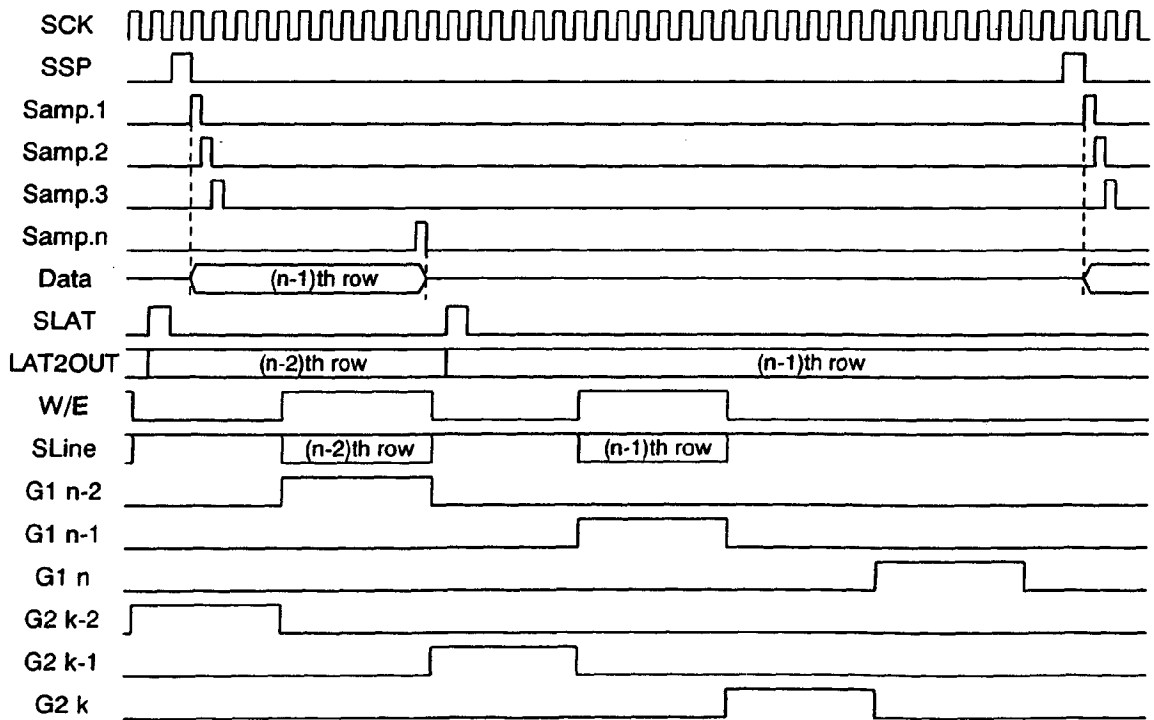 SCK
SSP
Samp.1
Samp.2
Samp.3
Samp.n
Data (n-1)th row
SLAT
LAT2OUT (n-2)th row (n-1)th row
W/E
SLine (n-2)th row (n-1)th row
G1 n-2
G1 n-1
G1 n
G2 k-2
G2 k-1
G2 k